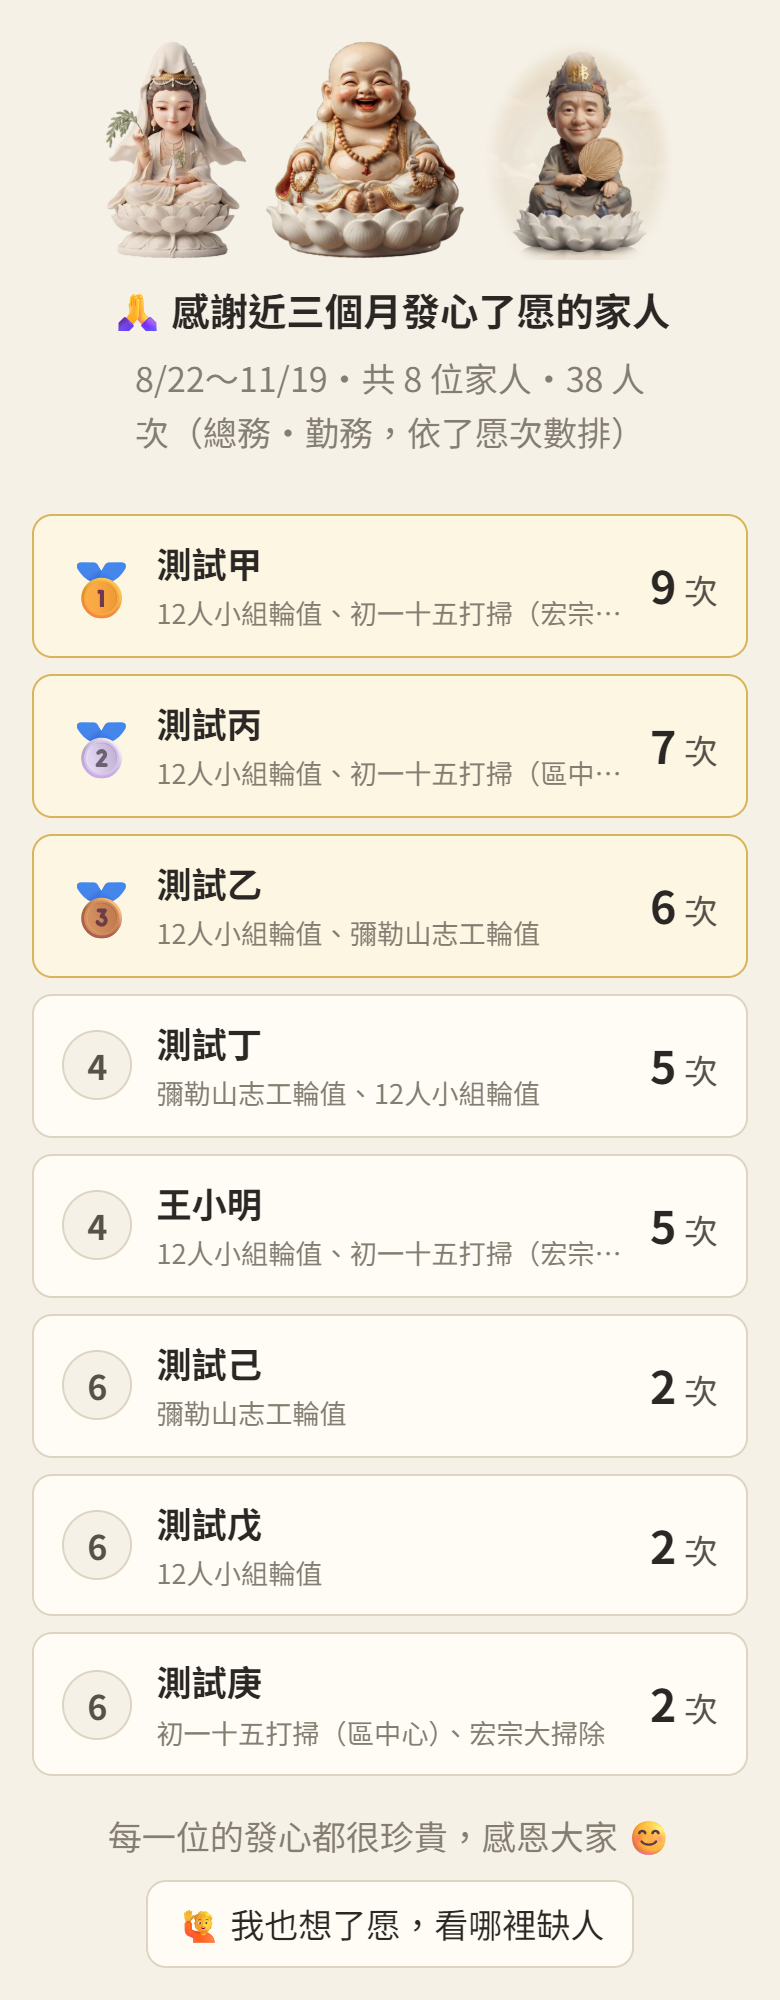 佛
🙏 感謝近三個月發心了愿的家人
8/22～11/19・共 8 位家人・38 人
次（總務・勤務，依了愿次數排）
1
測試甲
12人小組輪值、初一十五打掃（宏宗…
9 次
2
測試丙
12人小組輪值、初一十五打掃（區中…
7 次
3
測試乙
12人小組輪值、彌勒山志工輪值
6 次
4
測試丁
彌勒山志工輪值、12人小組輪值
5 次
4
王小明
12人小組輪值、初一十五打掃（宏宗…
5 次
6
測試己
彌勒山志工輪值
2 次
6
測試戊
12人小組輪值
2 次
6
測試庚
初一十五打掃（區中心）、宏宗大掃除
2 次
每一位的發心都很珍貴，感恩大家 😊
🙋 我也想了愿，看哪裡缺人